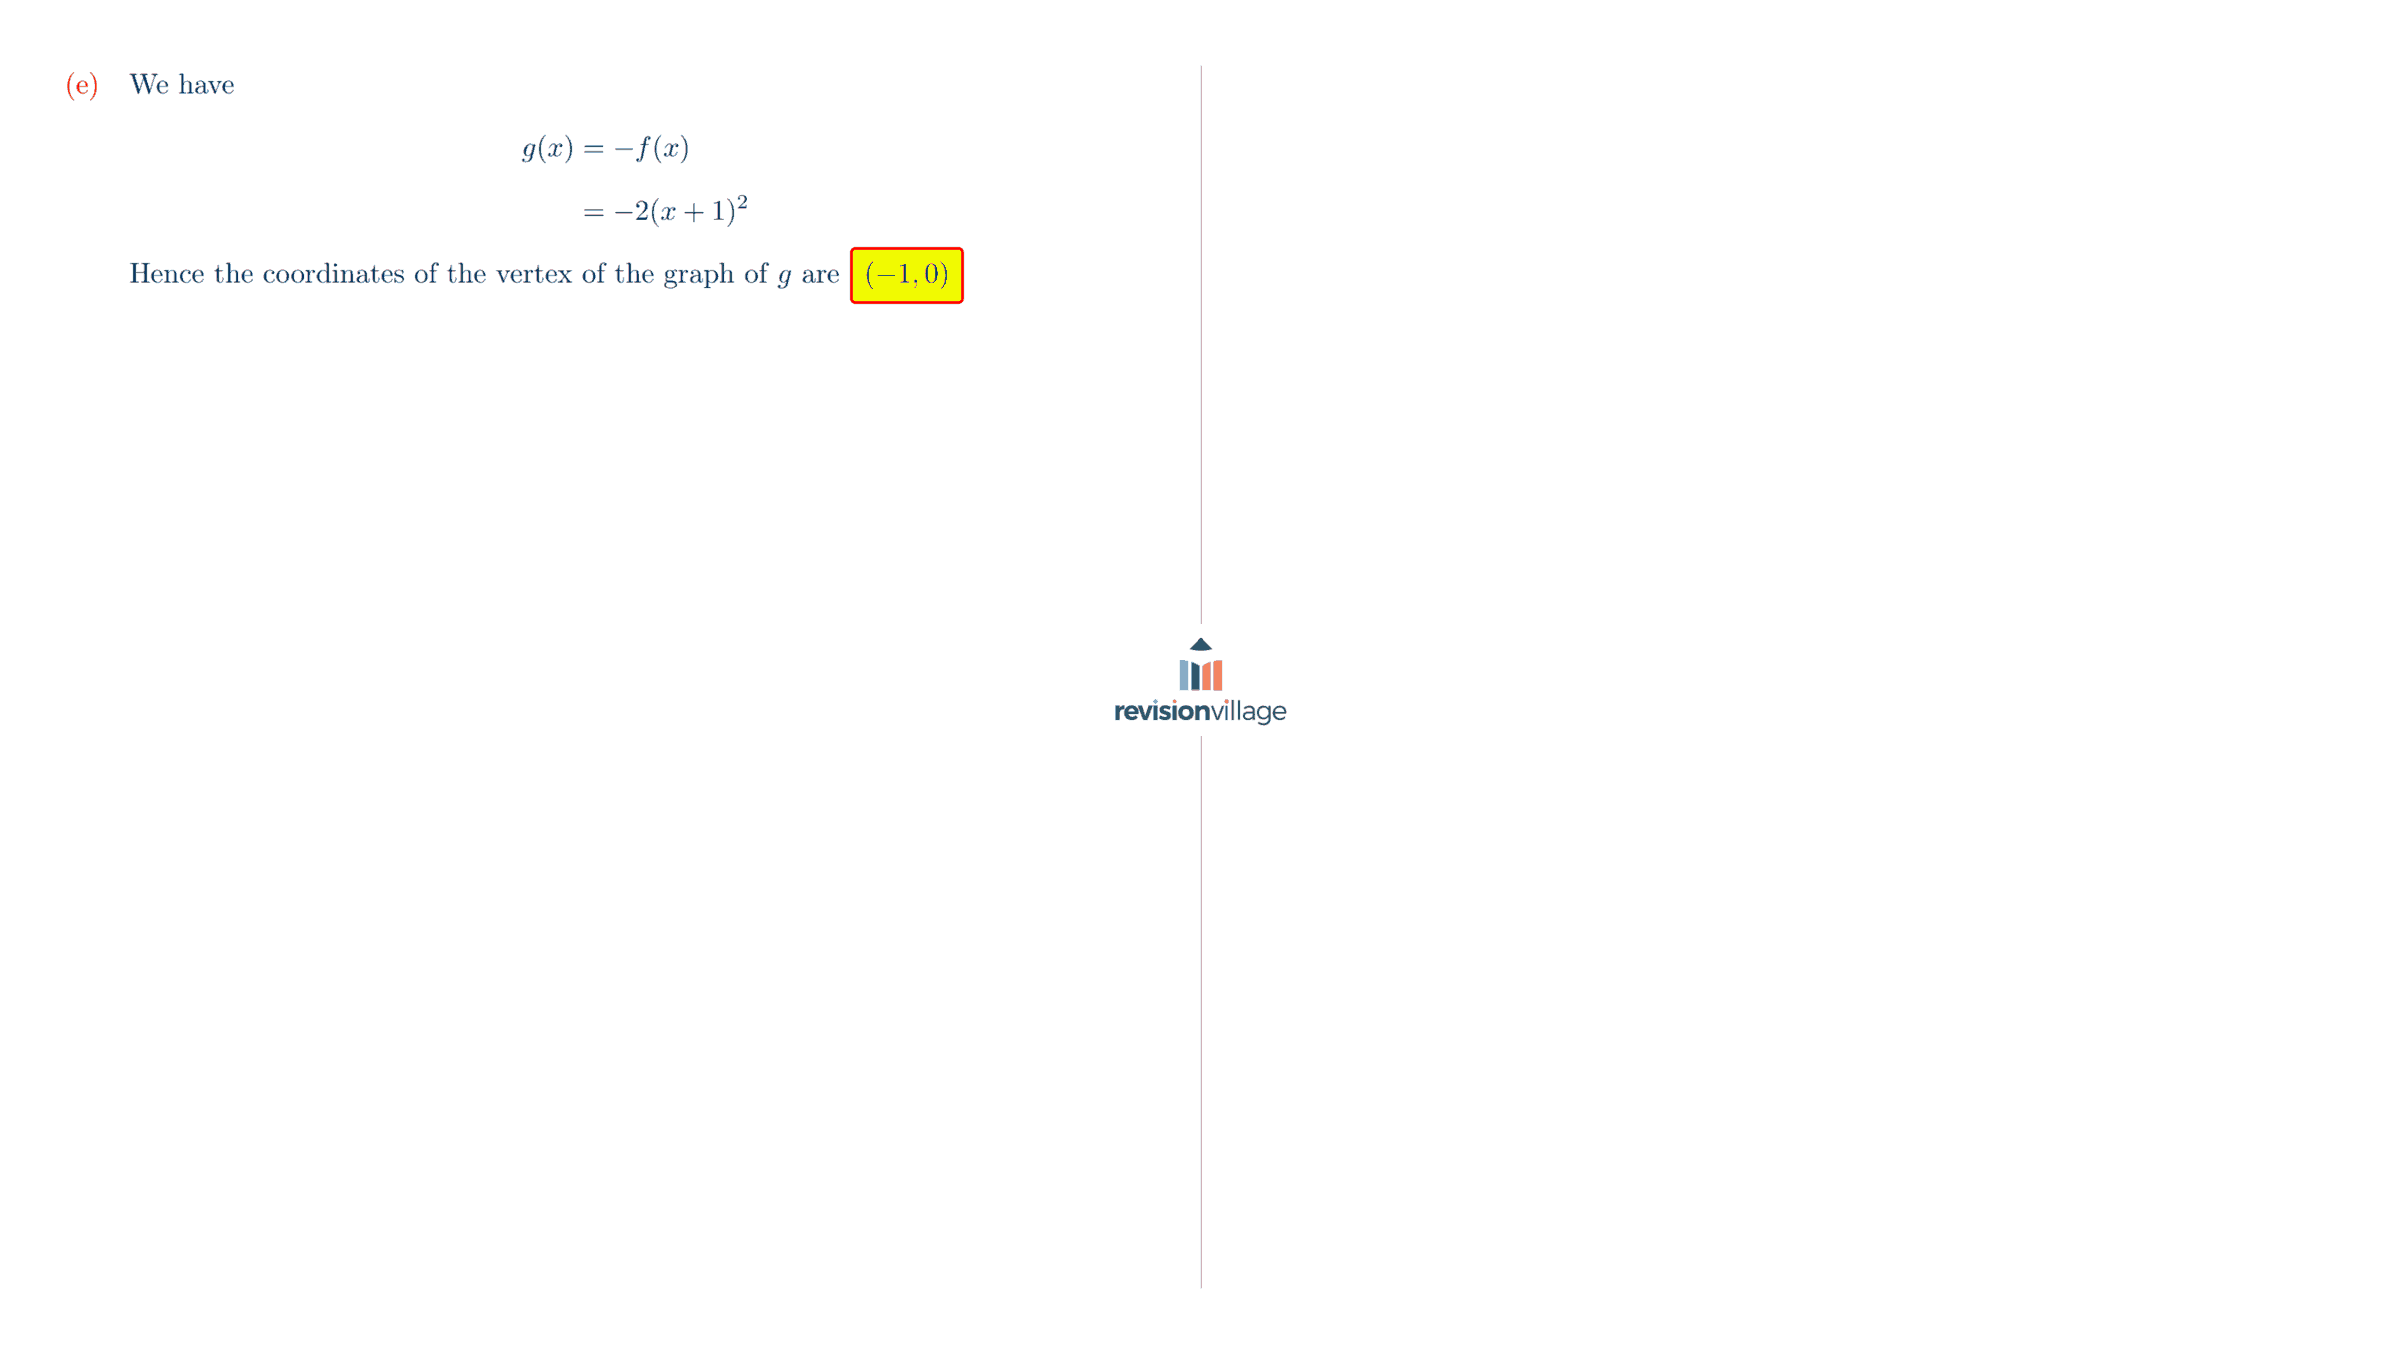 (e) We have
g(x) = −f(x)
= −2(x + 1)²
Hence the coordinates of the vertex of the graph of g are (−1, 0)
revisionvillage